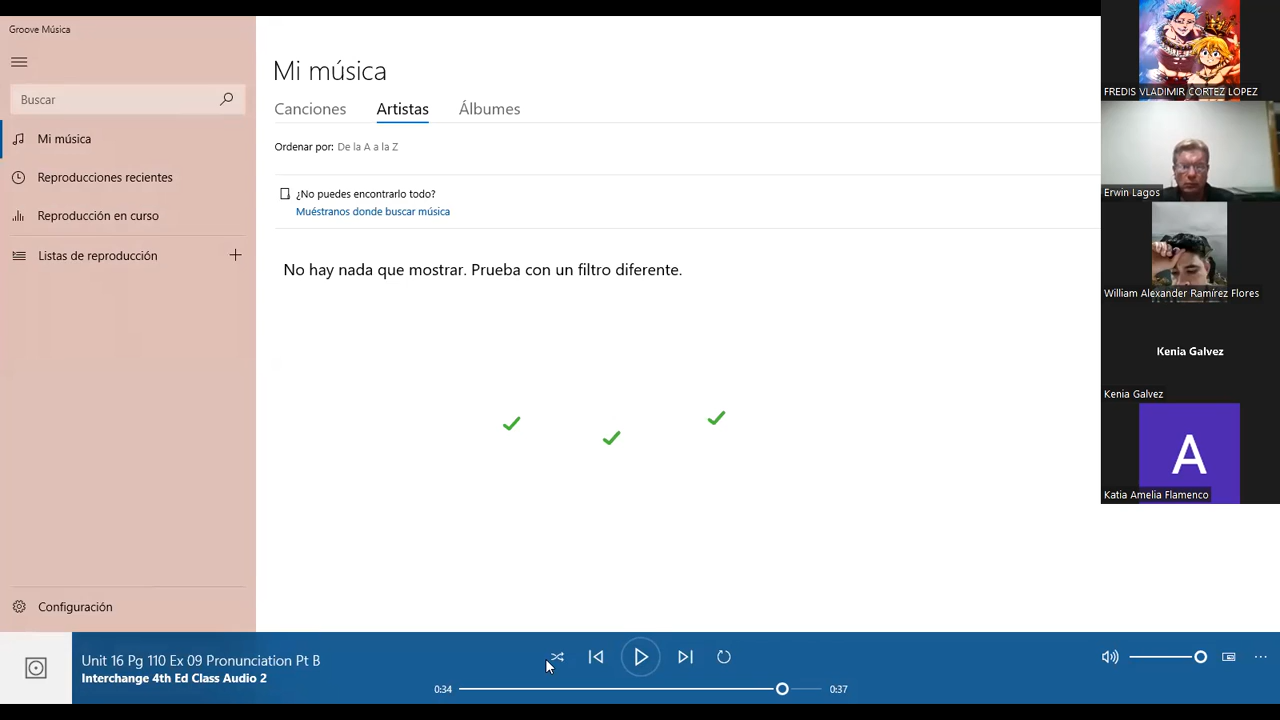 Groove Música
Buscar
Mi música
Reproducciones recientes
Reproducción en curso
Listas de reproducción
Configuración
Mi música
Canciones Artistas Álbumes
Ordenar por: De la A a la Z
¿No puedes encontrarlo todo?
Muéstranos donde buscar música
No hay nada que mostrar. Prueba con un filtro diferente.
FREDIS VLADIMIR CORTEZ LOPEZ
Erwin Lagos
William Alexander Ramírez Flores
Kenia Galvez
Kenia Galvez
A
Katia Amelia Flamenco
Unit 16 Pg 110 Ex 09 Pronunciation Pt B
Interchange 4th Ed Class Audio 2
0:34 0:37